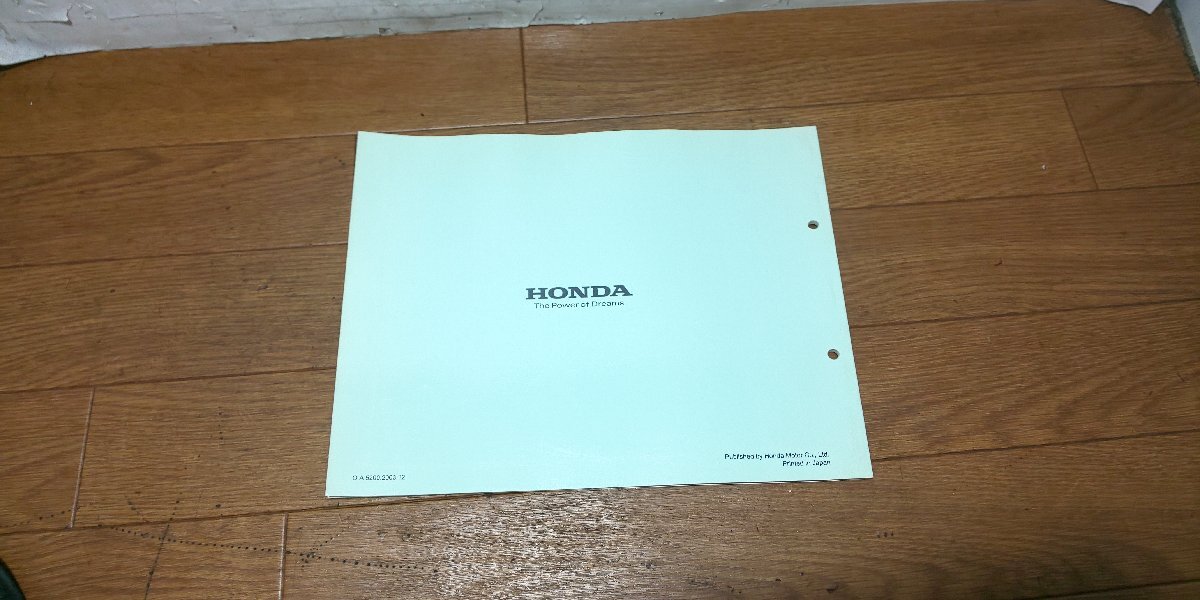 HONDA
The Power of Dreams
Published by Honda Motor Co., Ltd.
Printed in Japan